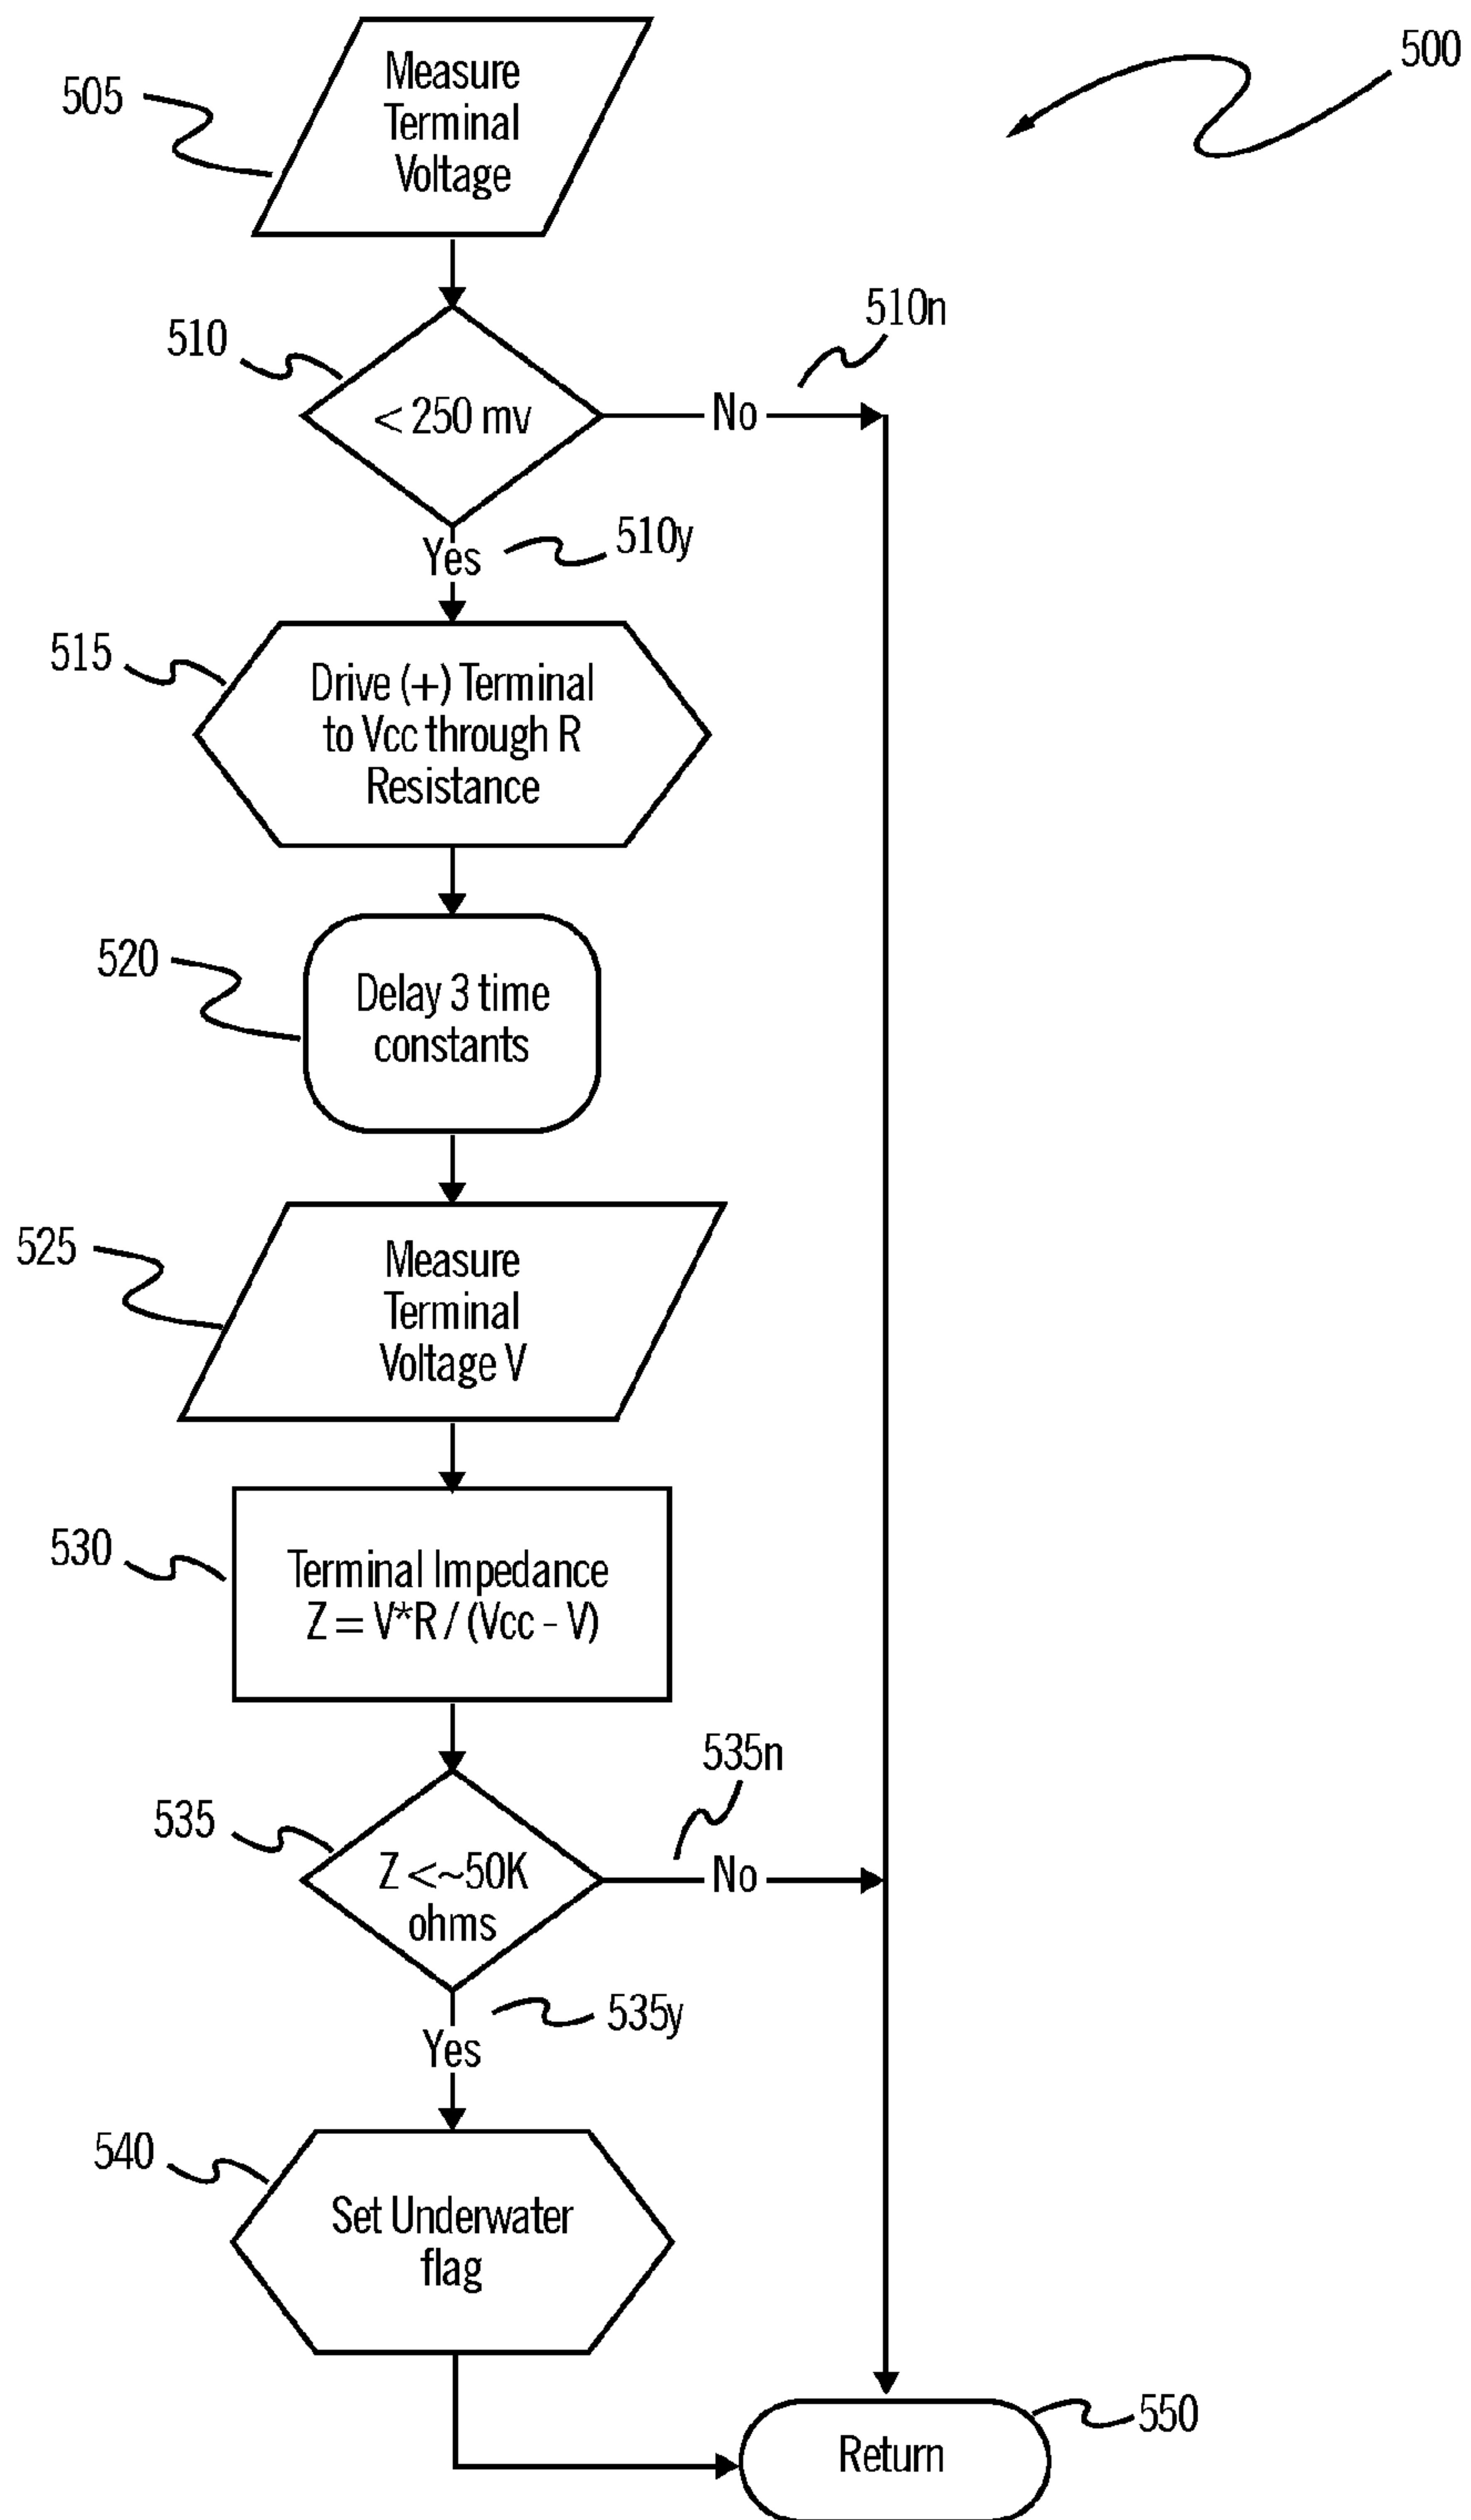 500
505
Measure
Terminal
Voltage
510
< 250 mv
510n
No
510y
Yes
515
Drive (+) Terminal
to Vcc through R
Resistance
520
Delay 3 time
constants
525
Measure
Terminal
Voltage V
530
Terminal Impedance
Z = V*R / (Vcc - V)
535
Z <~50K
ohms
535n
No
535y
Yes
540
Set Underwater
flag
550
Return